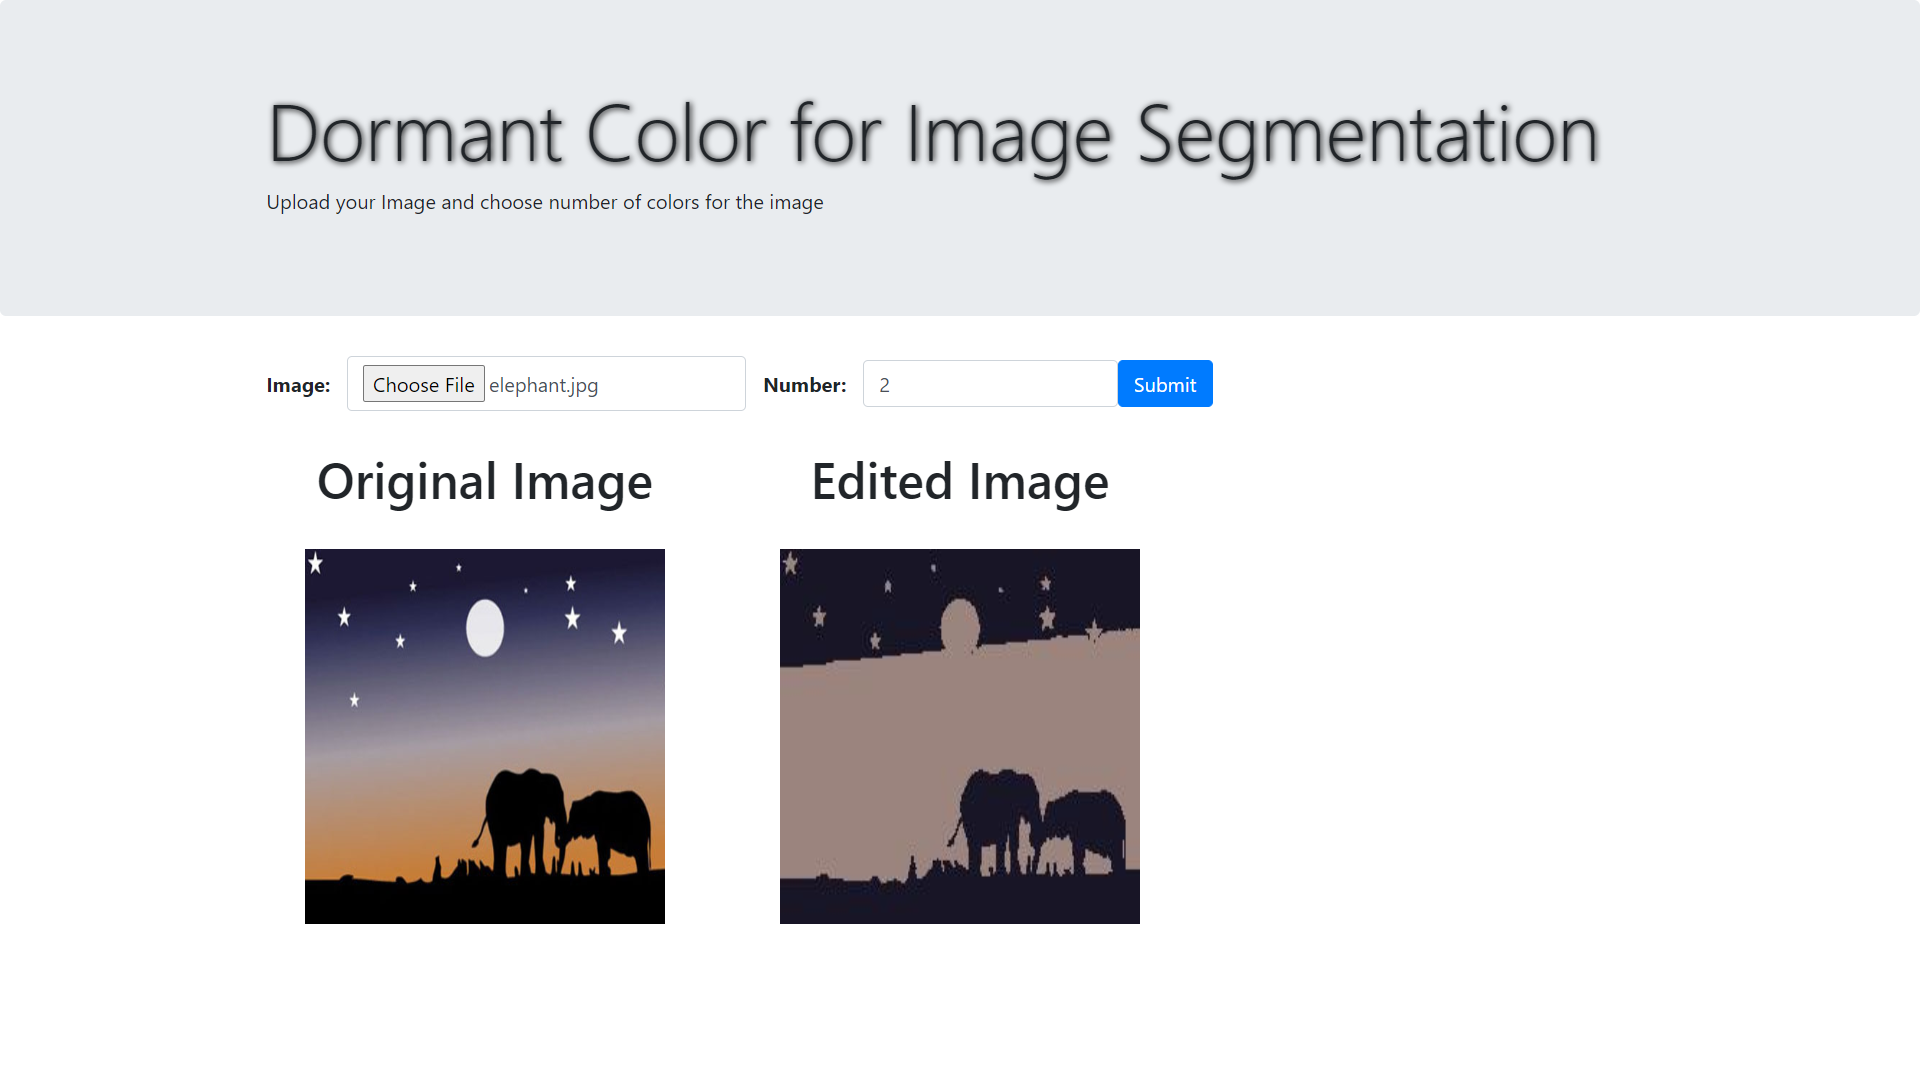 Dormant Color for Image Segmentation
Upload your Image and choose number of colors for the image
Image: Choose File elephant.jpg Number: 2 Submit
Original Image Edited Image